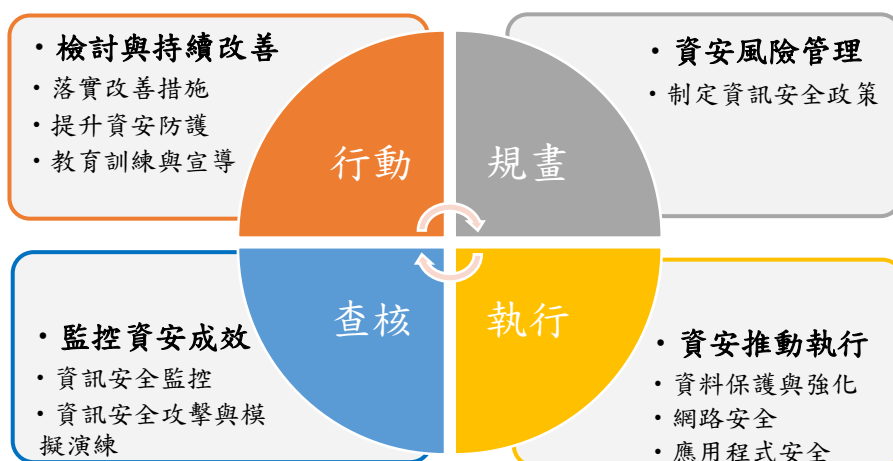 ・檢討與持續改善
・落實改善措施
・提升資安防護
・教育訓練與宣導
行動
規畫
・資安風險管理
・制定資訊安全政策
・監控資安成效
・資訊安全監控
・資訊安全攻擊與模
擬演練
查核
執行
・資安推動執行
・資料保護與強化
・網路安全
・應用程式安全